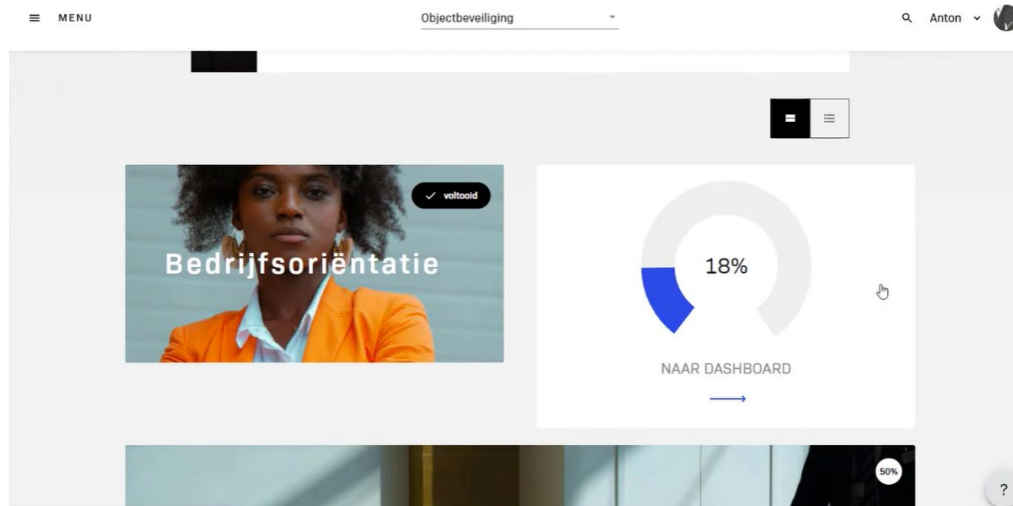 MENU
Objectbeveiliging
Anton
voltooid
Bedrijfsoriëntatie
18%
NAAR DASHBOARD
50%
?